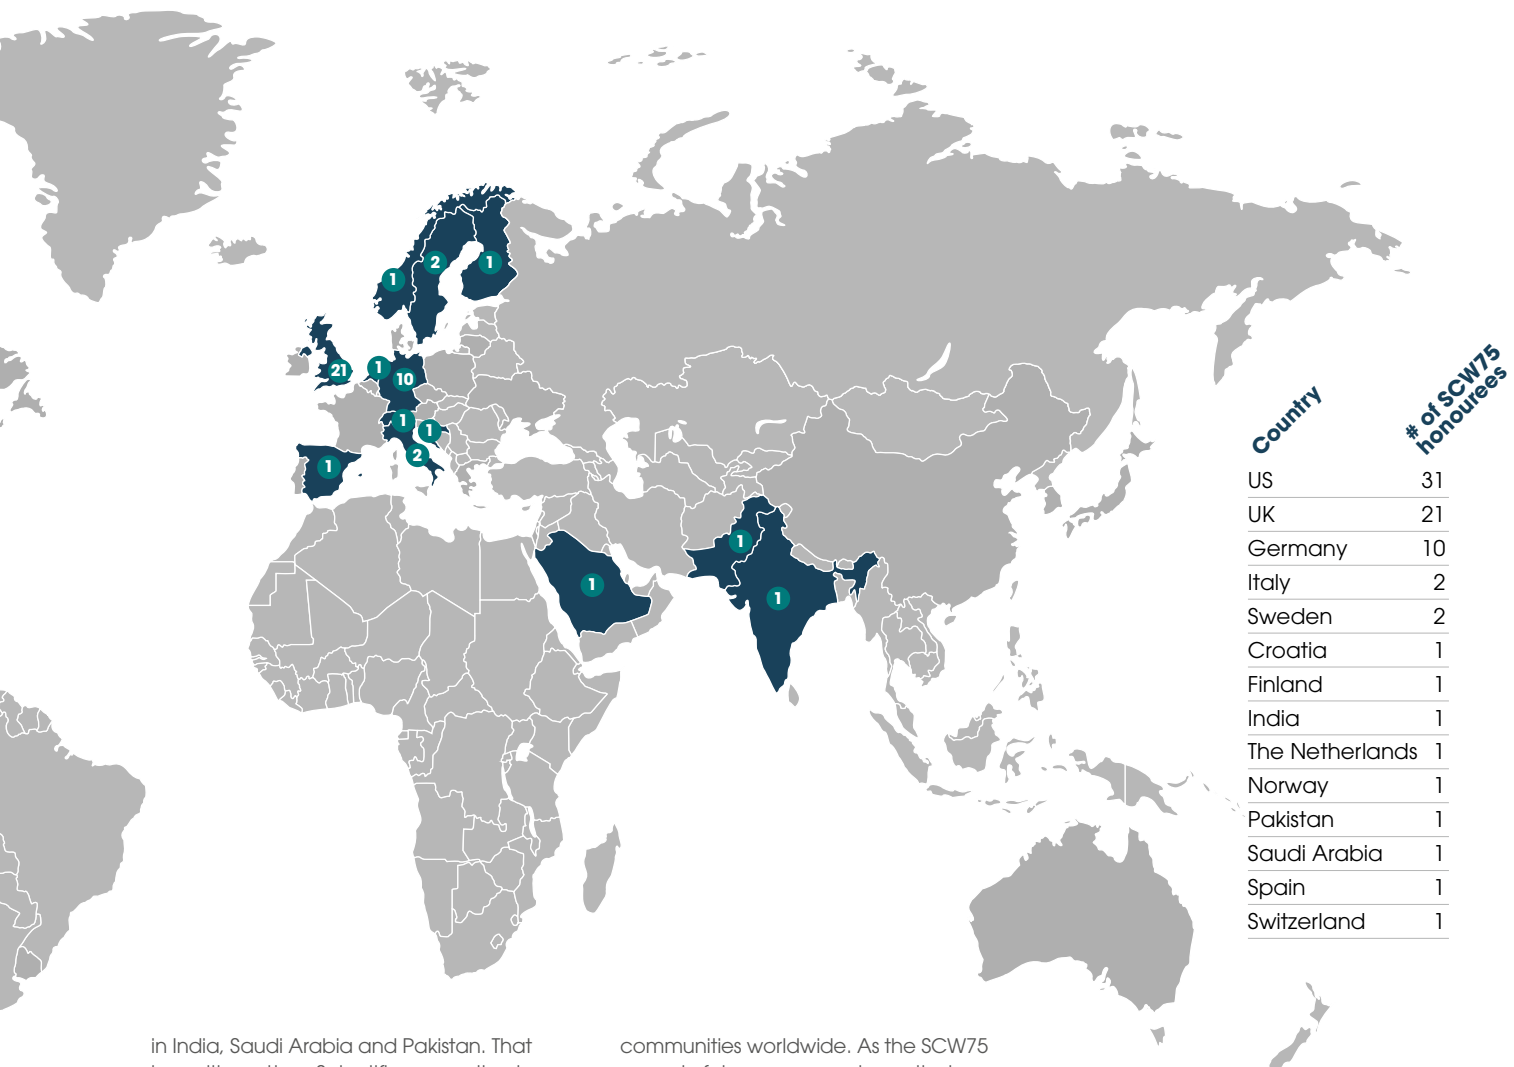 1
2
1
21
1
10
1
1
2
1
1
1
1
Country
# of SCW75
honourees
US 31
UK 21
Germany 10
Italy 2
Sweden 2
Croatia 1
Finland 1
India 1
The Netherlands 1
Norway 1
Pakistan 1
Saudi Arabia 1
Spain 1
Switzerland 1
in India, Saudi Arabia and Pakistan. That
communities worldwide. As the SCW75